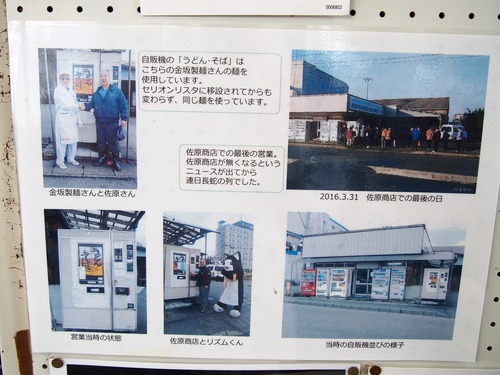 0006802
自販機の「うどん・そば」は
こちらの金坂製麺さんの麺を
使用しています。
セリオンリスタに移設されてからも
変わらず、同じ麺を使っています。
佐原商店での最後の営業。
佐原商店が無くなるという
ニュースが出てから
連日長蛇の列でした。
金坂製麺さんと佐原さん
2016.3.31 佐原商店での最後の日
営業当時の状態
佐原商店とリズムくん
当時の自販機並びの様子